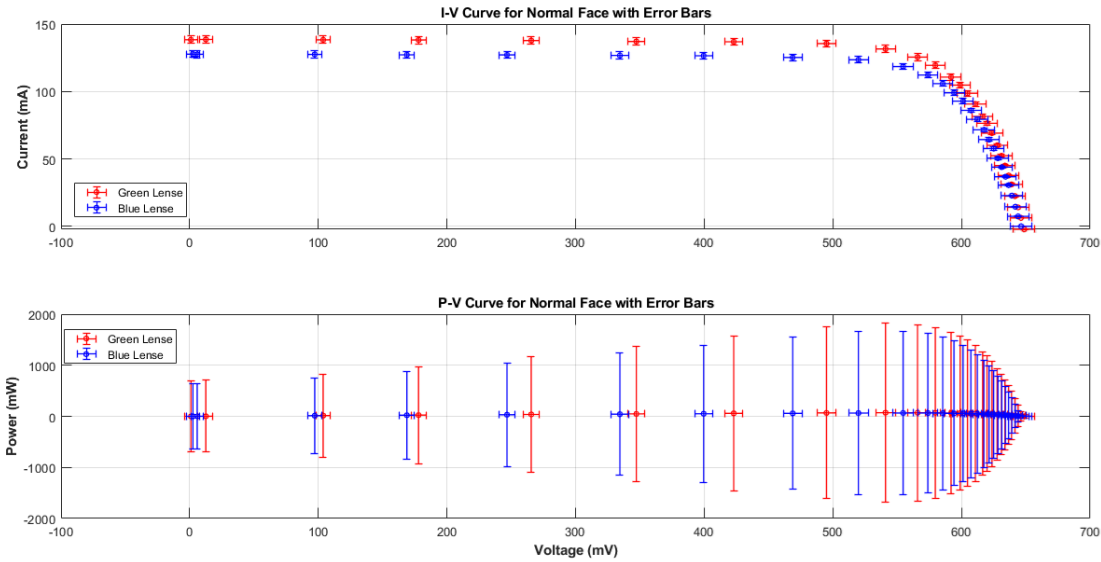 I-V Curve for Normal Face with Error Bars
150
100
50
0
Current (mA)
Green Lense
Blue Lense
-100 0 100 200 300 400 500 600 700
P-V Curve for Normal Face with Error Bars
2000
1000
0
-1000
-2000
Power (mW)
Green Lense
Blue Lense
-100 0 100 200 300 400 500 600 700
Voltage (mV)